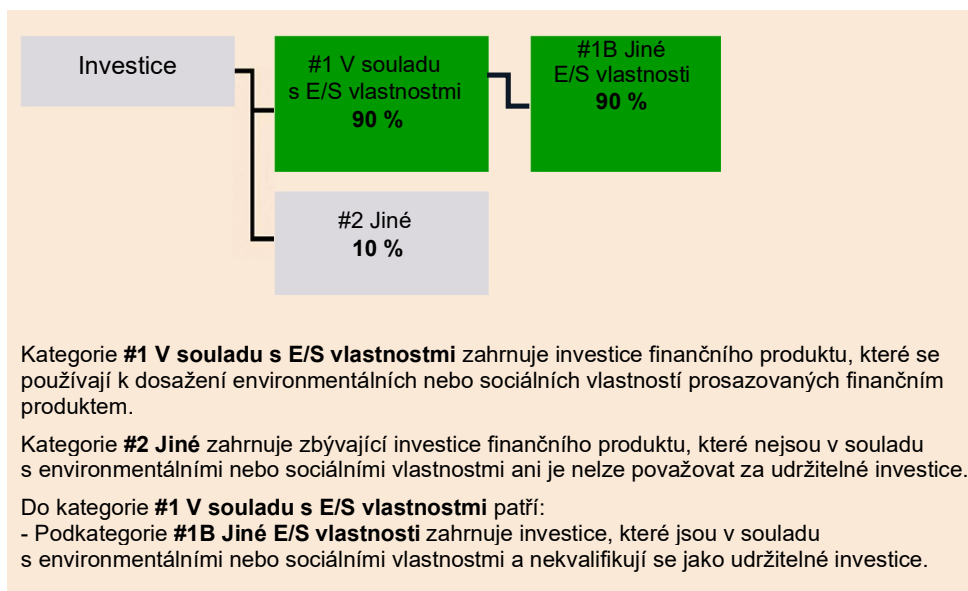 Investice
#1 V souladu
s E/S vlastnostmi
90 %
#1B Jiné
E/S vlastnosti
90 %
#2 Jiné
10 %
Kategorie #1 V souladu s E/S vlastnostmi zahrnuje investice finančního produktu, které se
používají k dosažení environmentálních nebo sociálních vlastností prosazovaných finančním
produktem.
Kategorie #2 Jiné zahrnuje zbývající investice finančního produktu, které nejsou v souladu
s environmentálními nebo sociálními vlastnostmi ani je nelze považovat za udržitelné investice.
Do kategorie #1 V souladu s E/S vlastnostmi patří:
- Podkategorie #1B Jiné E/S vlastnosti zahrnuje investice, které jsou v souladu
s environmentálními nebo sociálními vlastnostmi a nekvalifikují se jako udržitelné investice.